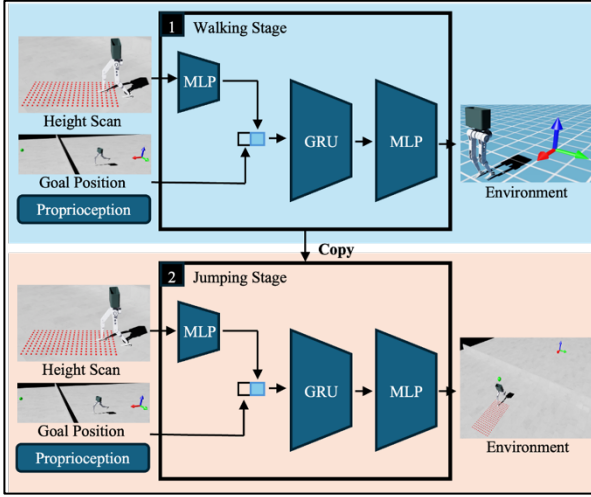 1 Walking Stage
MLP
Height Scan
GRU
MLP
Goal Position
Environment
Proprioception
Copy
2 Jumping Stage
MLP
Height Scan
GRU
MLP
Goal Position
Environment
Proprioception